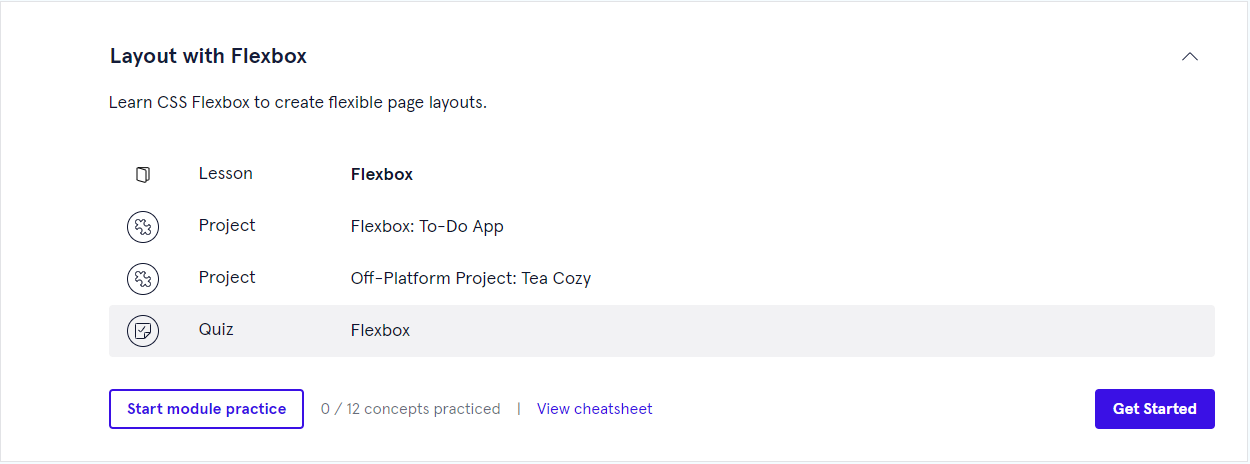 Layout with Flexbox
Learn CSS Flexbox to create flexible page layouts.
Lesson Flexbox
Project Flexbox: To-Do App
Project Off-Platform Project: Tea Cozy
Quiz Flexbox
Start module practice 0 / 12 concepts practiced | View cheatsheet Get Started